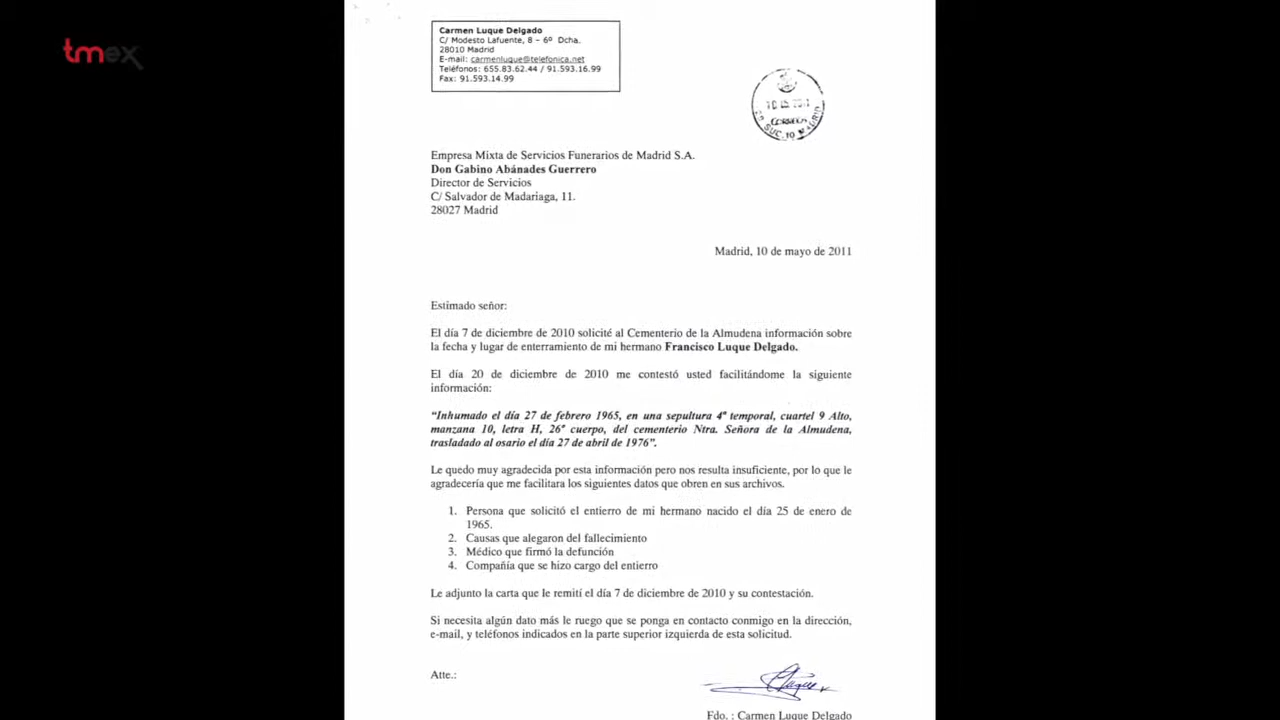 tmex
Carmen Luque Delgado
C/ Modesto Lafuente, 8 – 6º Dcha.
28010 Madrid
E-mail: carmenluque@telefonica.net
Teléfonos: 655.83.62.44 / 91.593.16.99
Fax: 91.593.14.99
CORREOS
SUC. 10 MADRID
Empresa Mixta de Servicios Funerarios de Madrid S.A.
Don Gabino Abánades Guerrero
Director de Servicios
C/ Salvador de Madariaga, 11.
28027 Madrid
Madrid, 10 de mayo de 2011
Estimado señor:
El día 7 de diciembre de 2010 solicité al Cementerio de la Almudena información sobre
la fecha y lugar de enterramiento de mi hermano Francisco Luque Delgado.
El día 20 de diciembre de 2010 me contestó usted facilitándome la siguiente
información:
“Inhumado el día 27 de febrero 1965, en una sepultura 4ª temporal, cuartel 9 Alto,
manzana 10, letra H, 26º cuerpo, del cementerio Ntra. Señora de la Almudena,
trasladado al osario el día 27 de abril de 1976”.
Le quedo muy agradecida por esta información pero nos resulta insuficiente, por lo que le
agradecería que me facilitara los siguientes datos que obren en sus archivos.
1. Persona que solicitó el entierro de mi hermano nacido el día 25 de enero de
1965.
2. Causas que alegaron del fallecimiento
3. Médico que firmó la defunción
4. Compañía que se hizo cargo del entierro
Le adjunto la carta que le remití el día 7 de diciembre de 2010 y su contestación.
Si necesita algún dato más le ruego que se ponga en contacto conmigo en la dirección,
e-mail, y teléfonos indicados en la parte superior izquierda de esta solicitud.
Atte.:
Fdo. : Carmen Luque Delgado